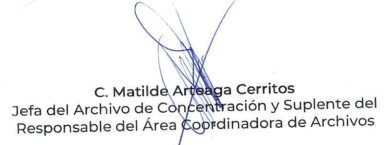 C. Matilde Arteaga Cerritos
Jefa del Archivo de Concentración y Suplente del
Responsable del Área Coordinadora de Archivos